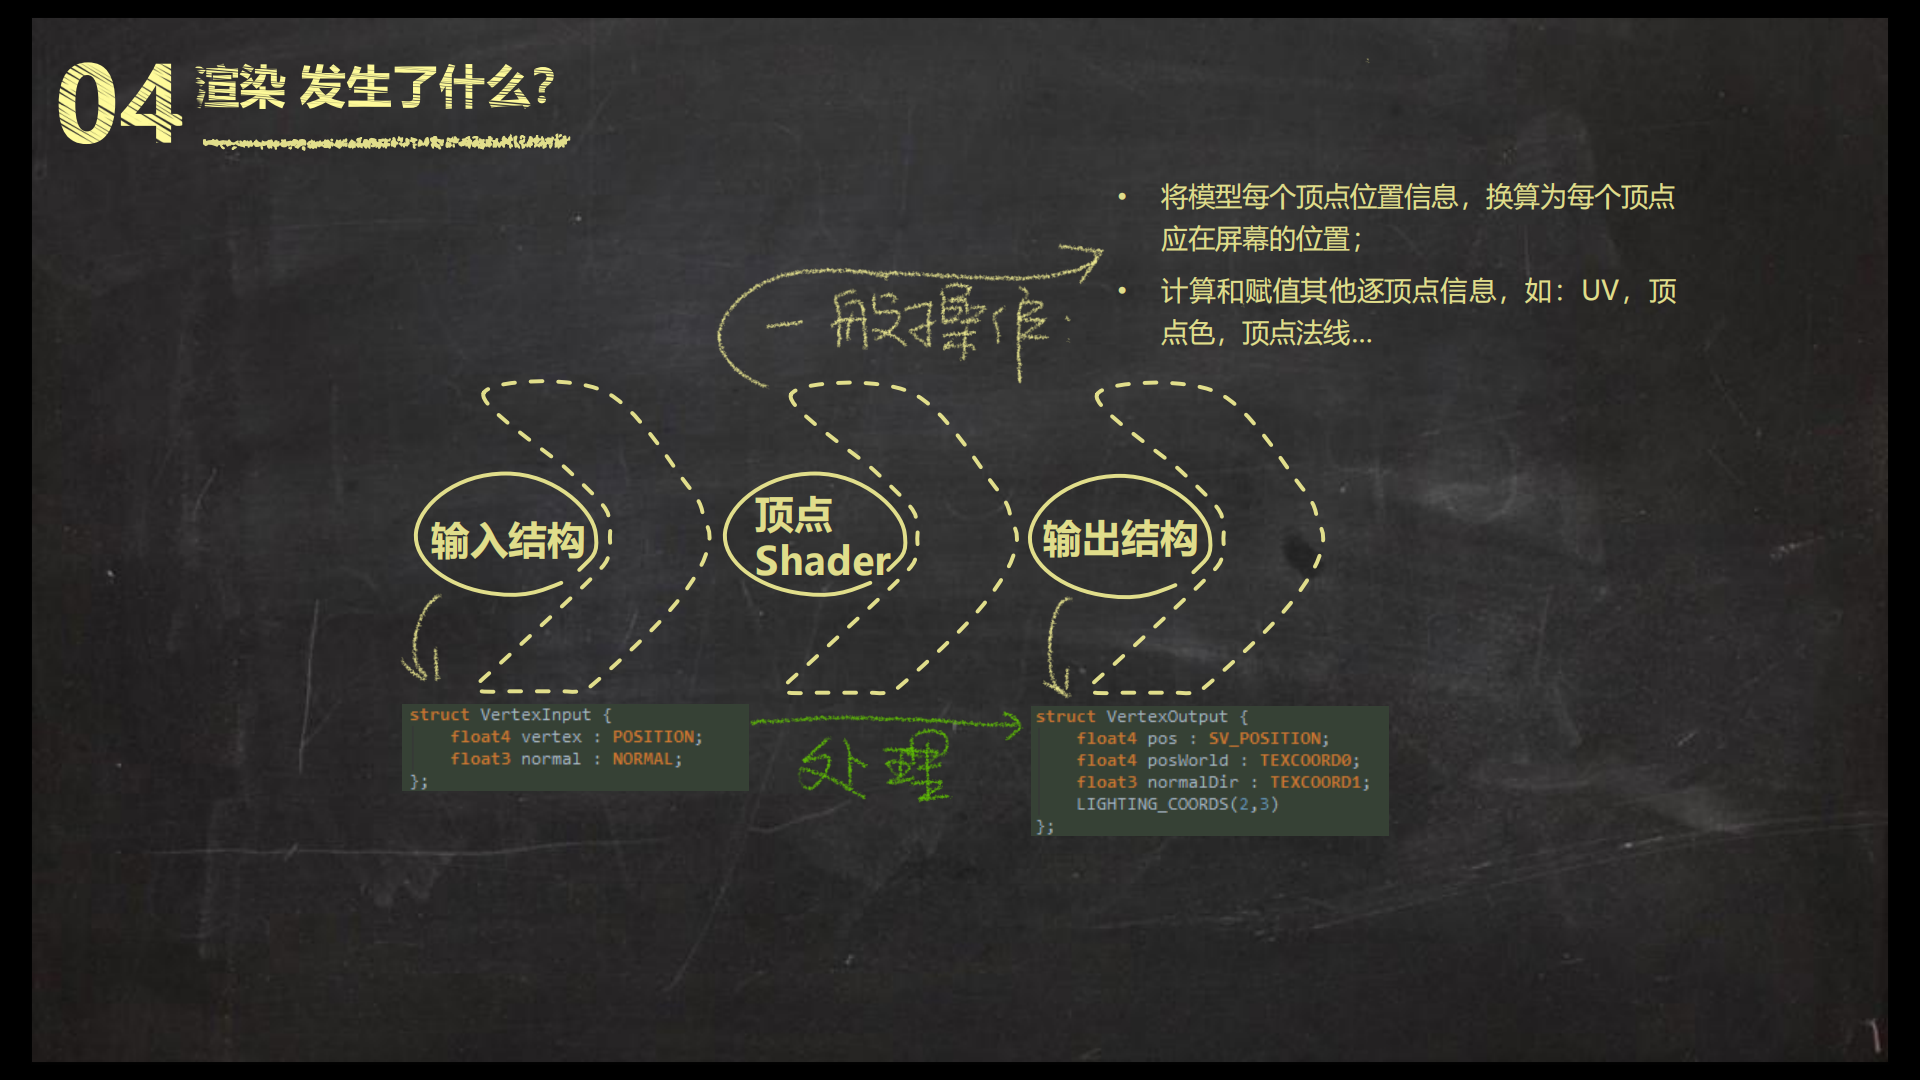 04 渲染 发生了什么?
• 将模型每个顶点位置信息，换算为每个顶点
应在屏幕的位置；
• 计算和赋值其他逐顶点信息，如：UV，顶
点色，顶点法线...
一般操作：
输入结构
顶点
Shader
输出结构
struct VertexInput {
float4 vertex : POSITION;
float3 normal : NORMAL;
};
处理
struct VertexOutput {
float4 pos : SV_POSITION;
float4 posWorld : TEXCOORD0;
float3 normalDir : TEXCOORD1;
LIGHTING_COORDS(2,3)
};